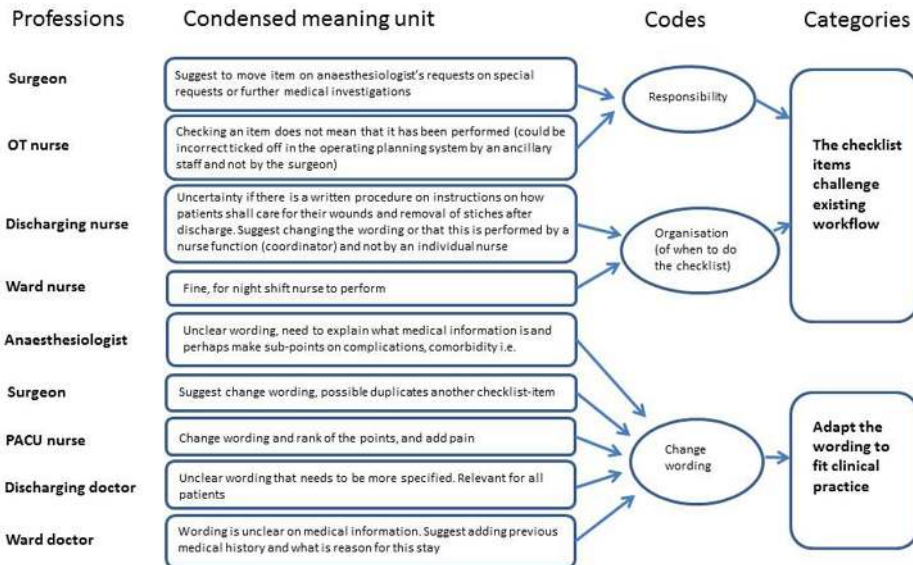 Professions
Condensed meaning unit
Codes
Categories
Surgeon
Suggest to move item on anaesthesiologist's requests on special
requests or further medical investigations
Responsibility
OT nurse
Checking an item does not mean that it has been performed (could be
incorrect ticked off in the operating planning system by an ancillary
staff and not by the surgeon)
The checklist
items
challenge
existing
workflow
Discharging nurse
Uncertainty if there is a written procedure on instructions on how
patients shall care for their wounds and removal of stiches after
discharge. Suggest changing the wording or that this is performed by a
nurse function (coordinator) and not by an individual nurse
Organisation
(of when to do
the checklist)
Ward nurse
Fine, for night shift nurse to perform
Anaesthesiologist
Unclear wording, need to explain what medical information is and
perhaps make sub-points on complications, comorbidity i.e.
Surgeon
Suggest change wording, possible duplicates another checklist-item
PACU nurse
Change wording and rank of the points, and add pain
Change
wording
Adapt the
wording to
fit clinical
practice
Discharging doctor
Unclear wording that needs to be more specified. Relevant for all
patients
Ward doctor
Wording is unclear on medical information. Suggest adding previous
medical history and what is reason for this stay